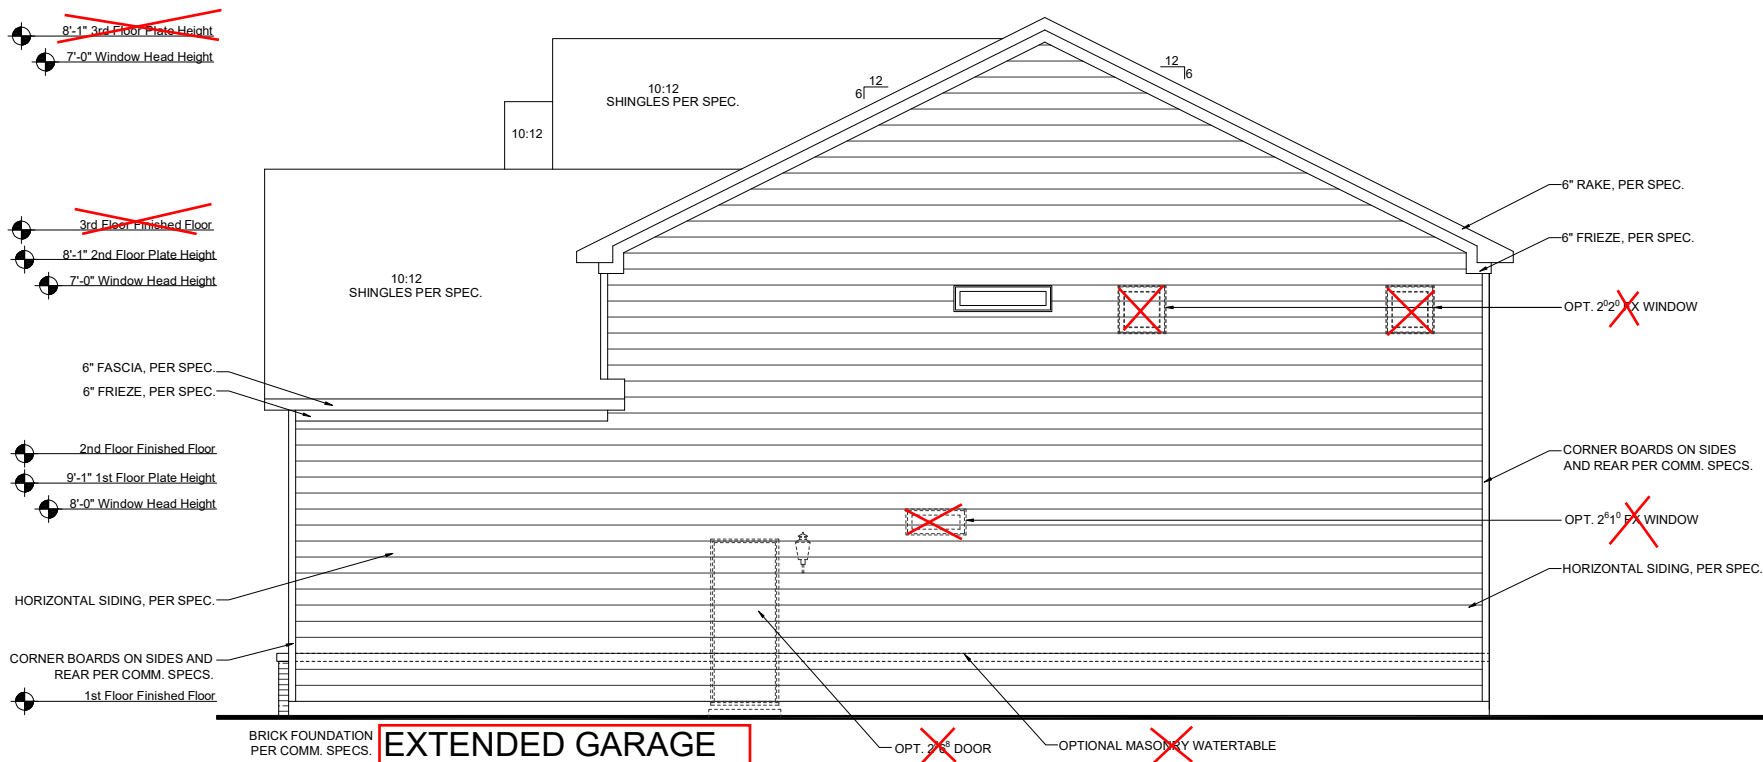 8'-1" 3rd Floor Plate Height
7'-0" Window Head Height
12
6
12
6
10:12
SHINGLES PER SPEC.
10:12
6" RAKE, PER SPEC.
3rd Floor Finished Floor
8'-1" 2nd Floor Plate Height
7'-0" Window Head Height
6" FRIEZE, PER SPEC.
10:12
SHINGLES PER SPEC.
OPT. 2⁰2⁰ FX WINDOW
6" FASCIA, PER SPEC.
6" FRIEZE, PER SPEC.
2nd Floor Finished Floor
9'-1" 1st Floor Plate Height
8'-0" Window Head Height
CORNER BOARDS ON SIDES
AND REAR PER COMM. SPECS.
OPT. 2⁶1⁰ FX WINDOW
HORIZONTAL SIDING, PER SPEC.
HORIZONTAL SIDING, PER SPEC.
CORNER BOARDS ON SIDES AND
REAR PER COMM. SPECS.
1st Floor Finished Floor
BRICK FOUNDATION
PER COMM. SPECS.
EXTENDED GARAGE
OPT. DOOR
OPTIONAL MASONRY WATERTABLE